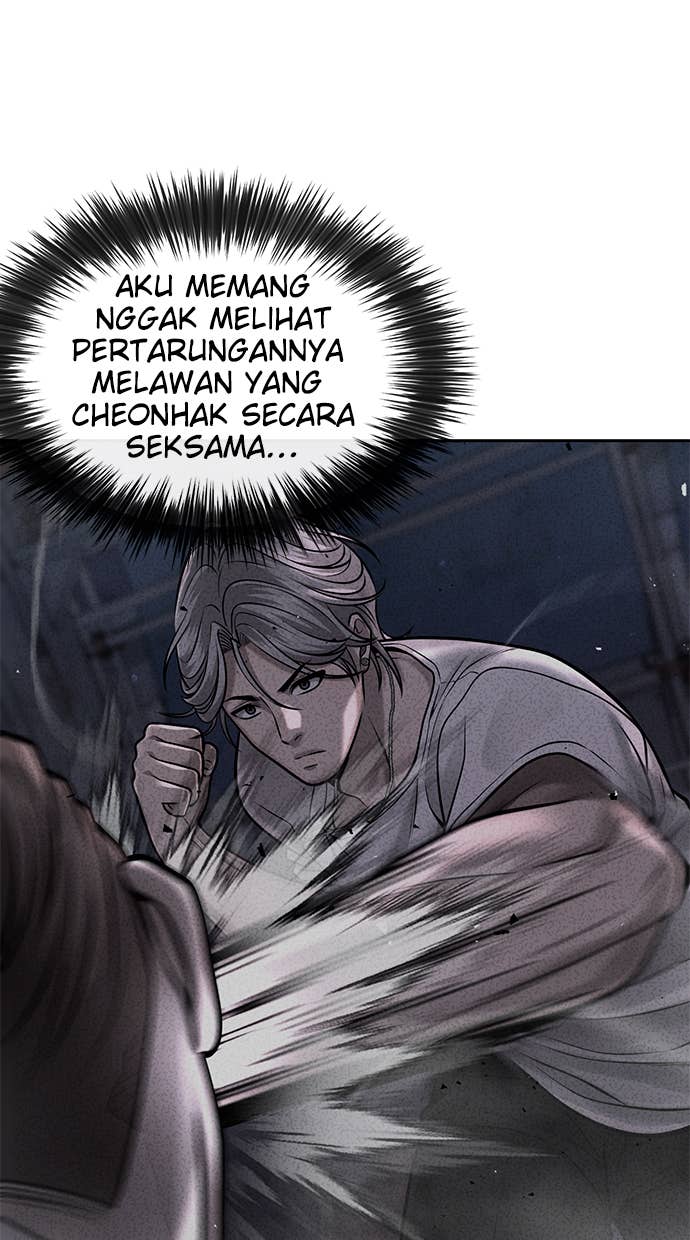 AKU MEMANG
NGGAK MELIHAT
PERTARUNGANNYA
MELAWAN YANG
CHEONHAK SECARA
SEKSAMA...